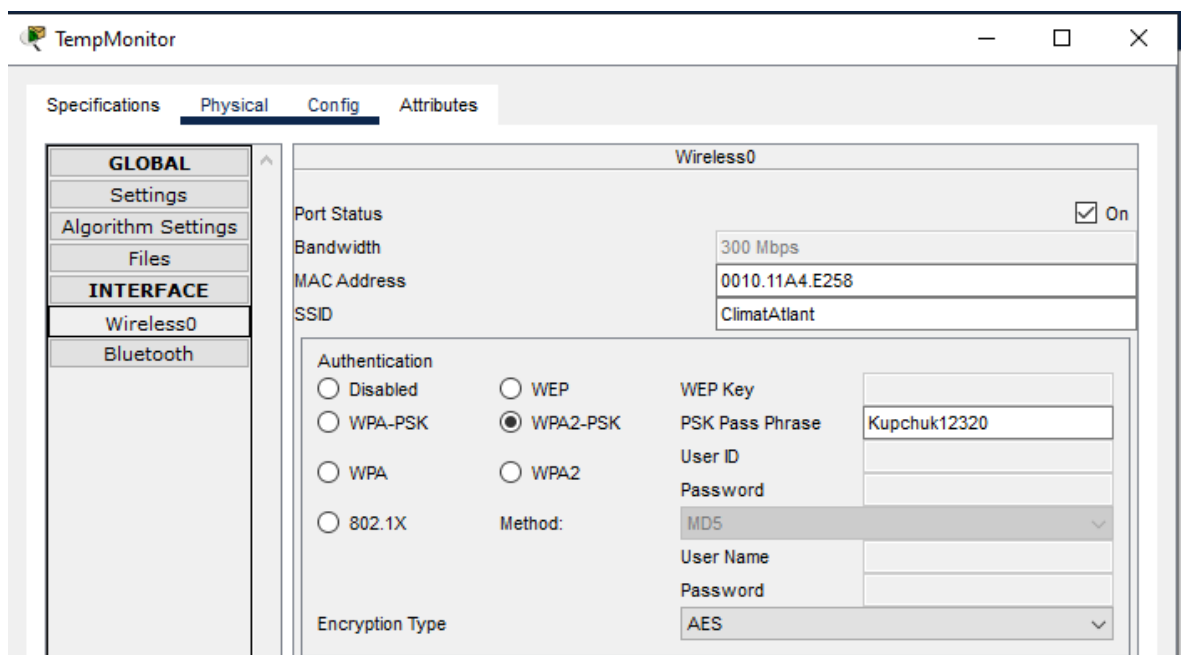 TempMonitor
Specifications Physical Config Attributes
GLOBAL
Settings
Algorithm Settings
Files
INTERFACE
Wireless0
Bluetooth
Wireless0
Port Status On
Bandwidth 300 Mbps
MAC Address 0010.11A4.E258
SSID ClimatAtlant
Authentication
Disabled WEP WEP Key
WPA-PSK WPA2-PSK PSK Pass Phrase Kupchuk12320
User ID
WPA WPA2
Password
802.1X Method: MD5
User Name
Password
Encryption Type AES